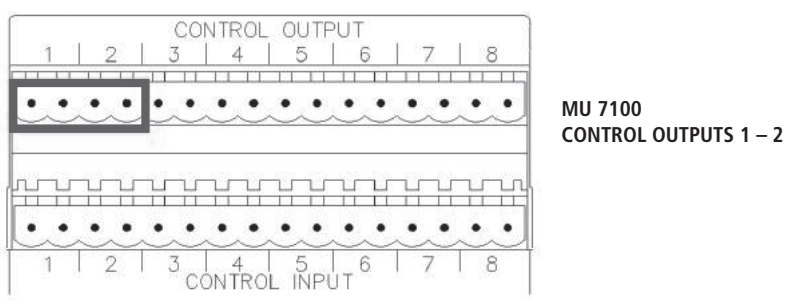 CONTROL OUTPUT
1 | 2 | 3 | 4 | 5 | 6 | 7 | 8
MU 7100
CONTROL OUTPUTS 1 – 2
1 | 2 | 3 | 4 | 5 | 6 | 7 | 8
CONTROL INPUT